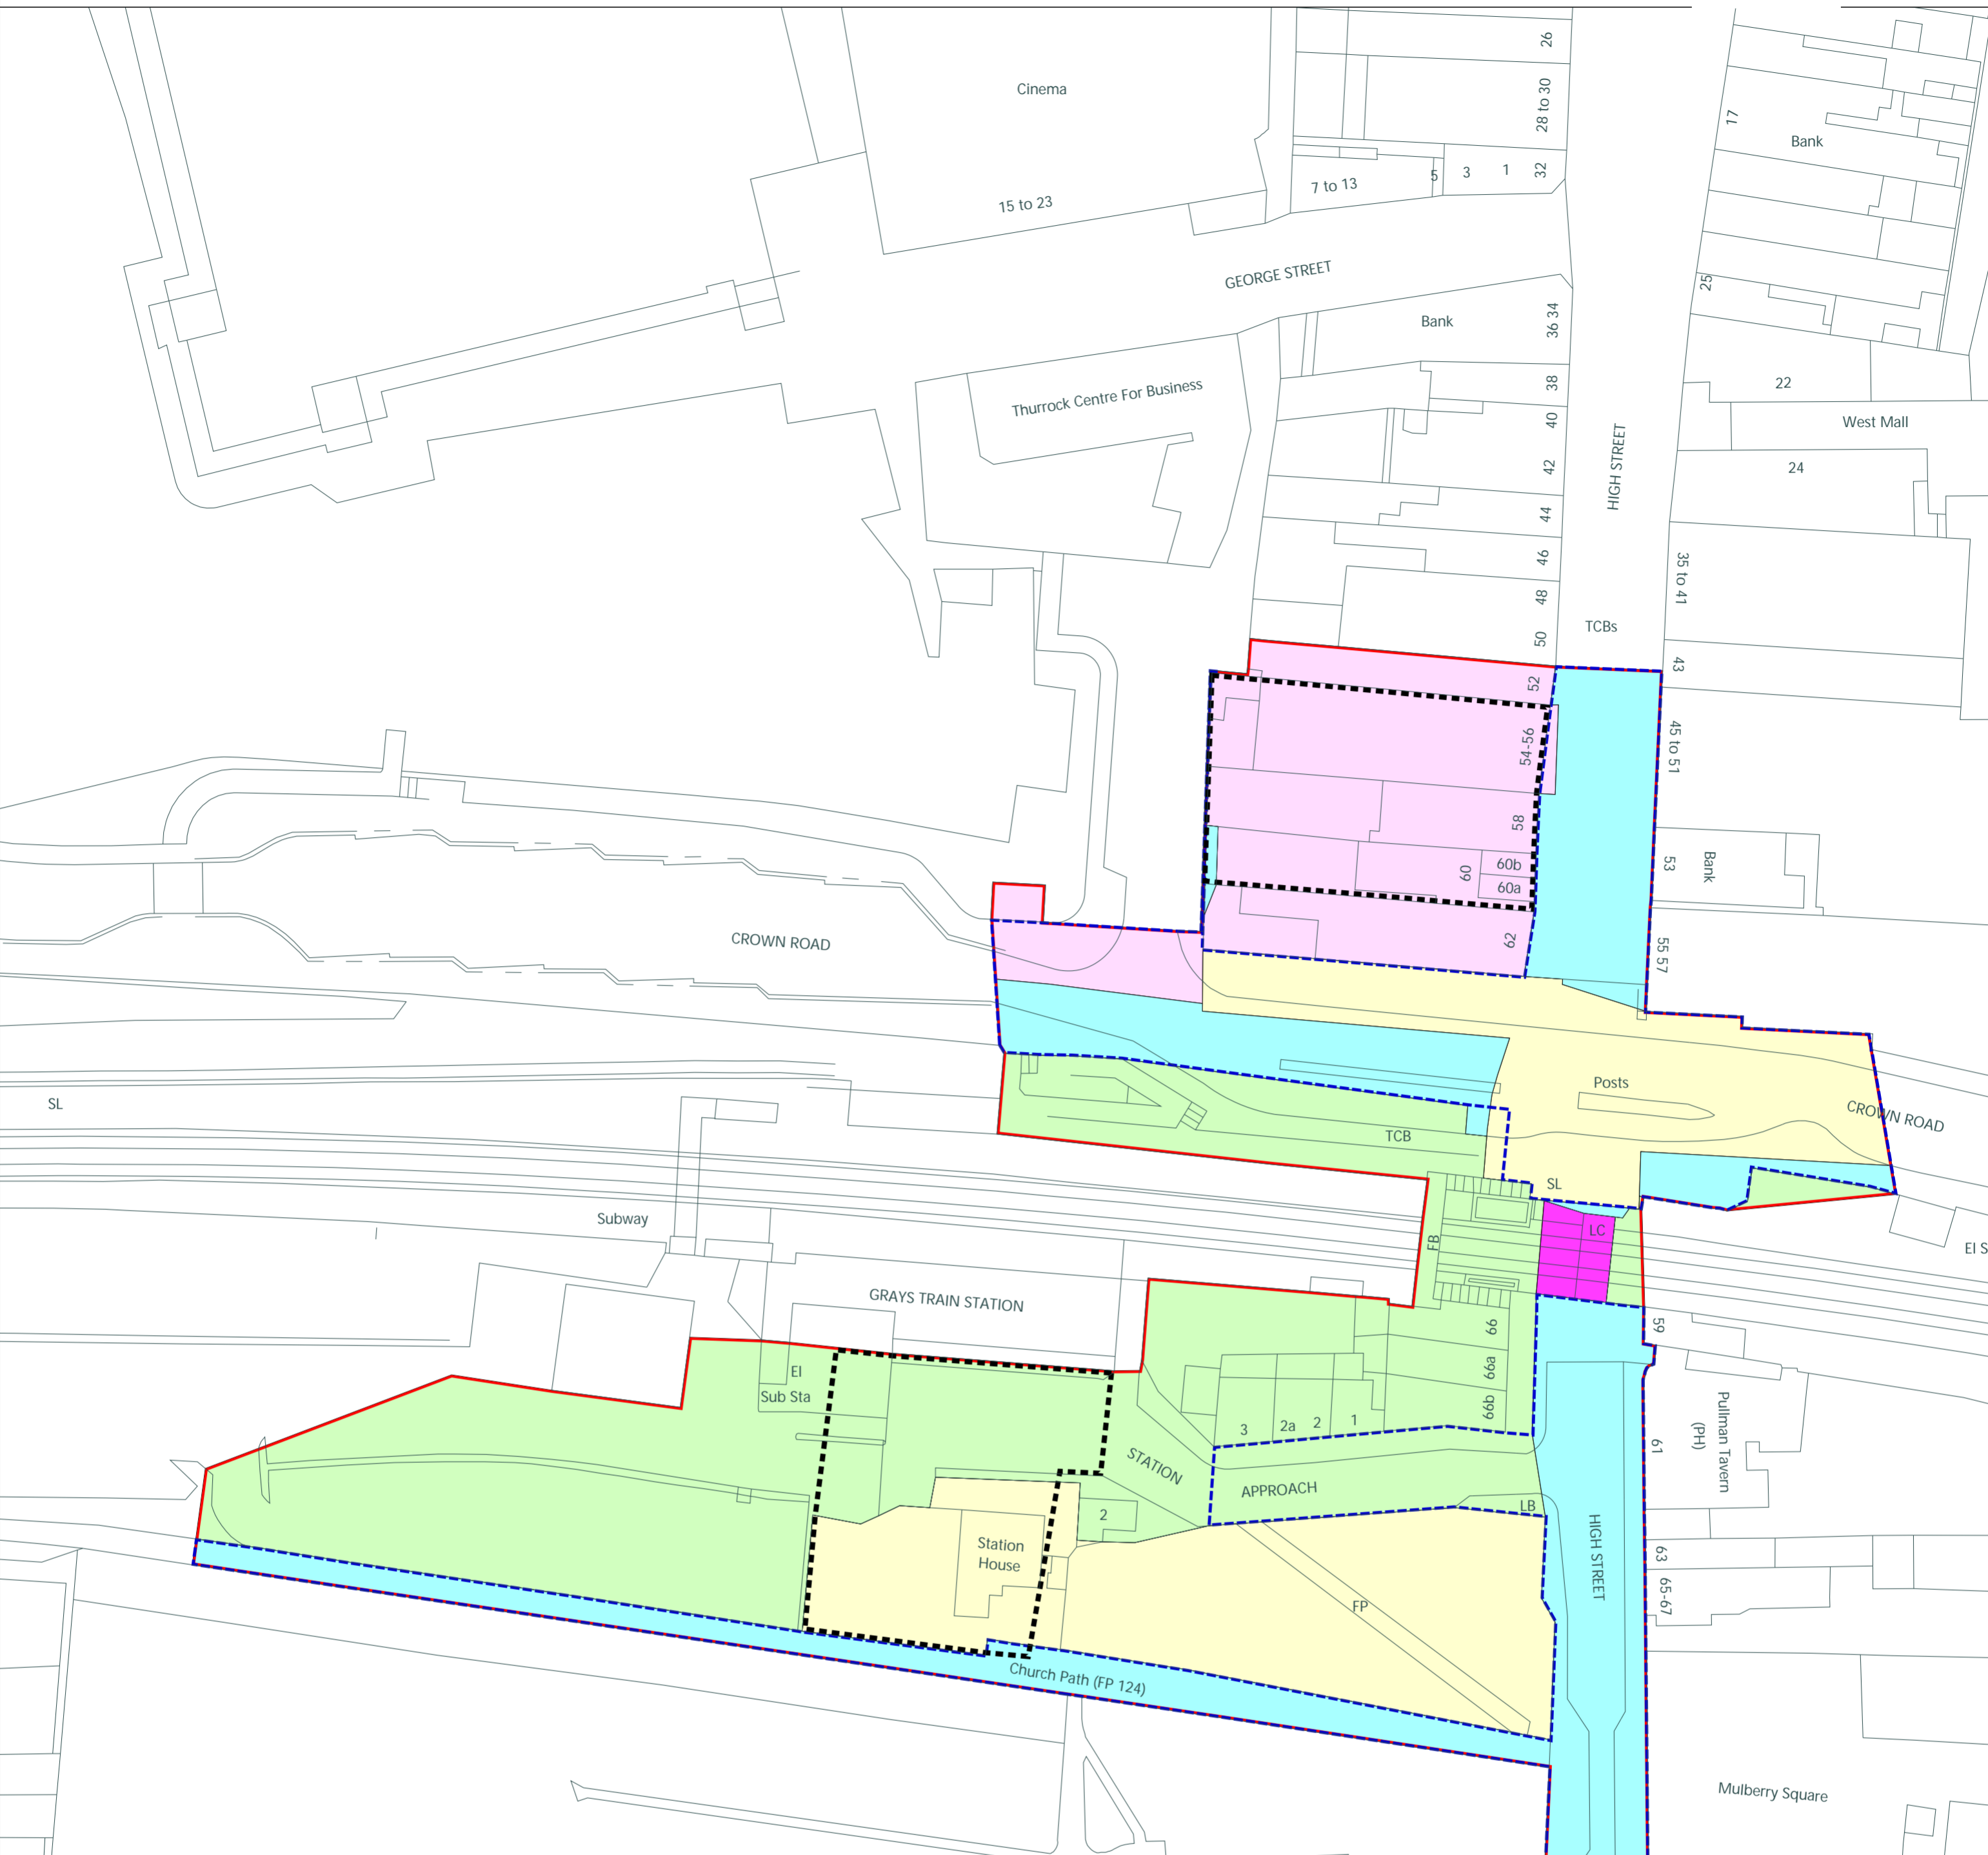 26
Cinema
28 to 30
17
Bank
7 to 13
5
3
1
32
15 to 23
GEORGE STREET
25
Bank
36 34
Thurrock Centre For Business
38
22
40
West Mall
HIGH STREET
42
24
44
46
35 to 41
48
TCBs
50
43
52
54-56
45 to 51
58
60
60b
60a
53
Bank
CROWN ROAD
62
55 57
Posts
SL
CROWN ROAD
TCB
SL
Subway
FB
LC
El S
GRAYS TRAIN STATION
66
59
El
Sub Sta
66a
66b
3
2a
2
1
Pullman Tavern
(PH)
61
STATION
APPROACH
LB
2
Station
House
HIGH STREET
63
65-67
FP
Church Path (FP 124)
Mulberry Square